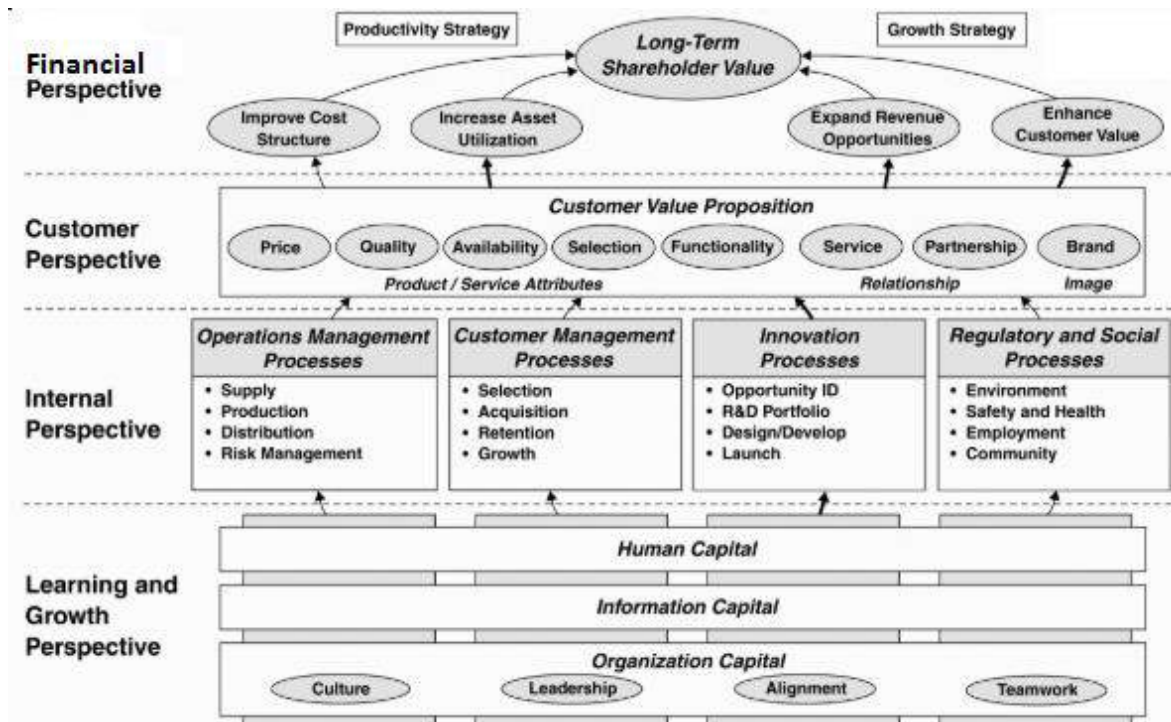 Productivity Strategy
Growth Strategy
Long-Term
Shareholder Value
Financial
Perspective
Improve Cost
Structure
Increase Asset
Utilization
Expand Revenue
Opportunities
Enhance
Customer Value
Customer
Perspective
Customer Value Proposition
Price
Quality
Availability
Selection
Functionality
Service
Partnership
Brand
Product / Service Attributes
Relationship
Image
Internal
Perspective
Operations Management
Processes
• Supply
• Production
• Distribution
• Risk Management
Customer Management
Processes
• Selection
• Acquisition
• Retention
• Growth
Innovation
Processes
• Opportunity ID
• R&D Portfolio
• Design/Develop
• Launch
Regulatory and Social
Processes
• Environment
• Safety and Health
• Employment
• Community
Learning and
Growth
Perspective
Human Capital
Information Capital
Organization Capital
Culture
Leadership
Alignment
Teamwork